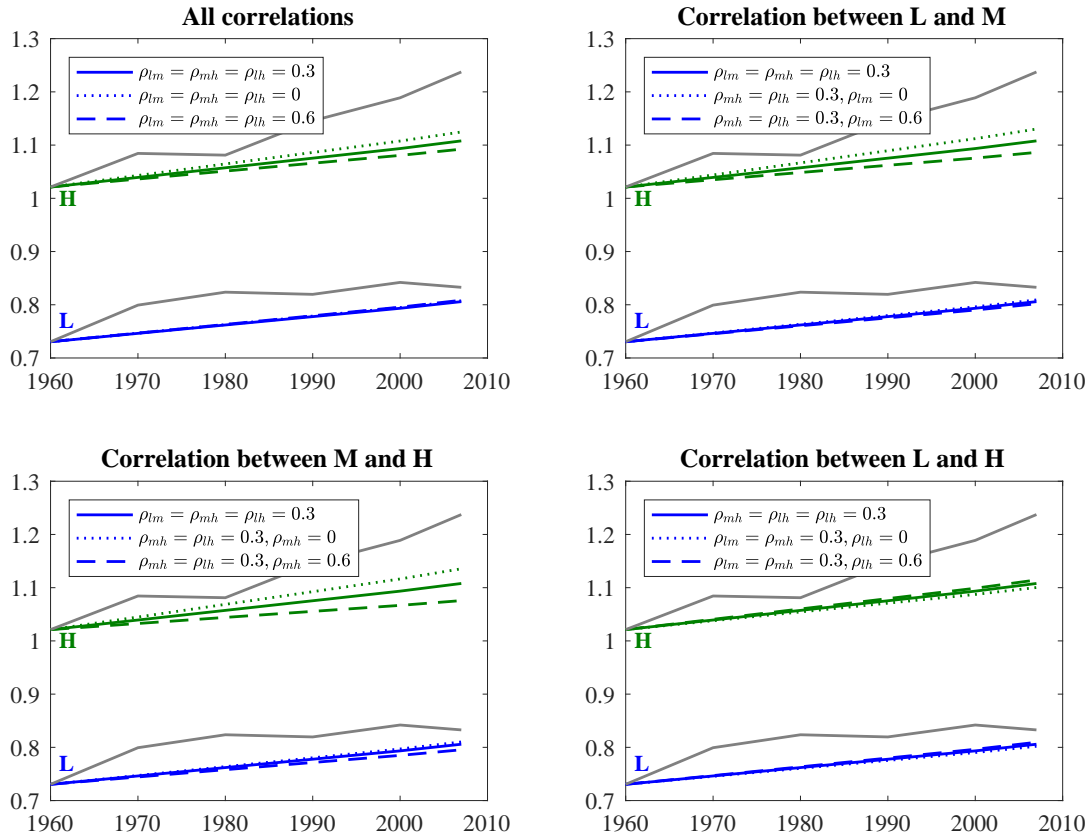 All correlations
1.3
1.2
1.1
1
0.9
0.8
0.7
ρlm = ρmh = ρlh = 0.3
ρlm = ρmh = ρlh = 0
ρlm = ρmh = ρlh = 0.6
H
L
1960 1970 1980 1990 2000 2010
Correlation between L and M
1.3
1.2
1.1
1
0.9
0.8
0.7
ρlm = ρmh = ρlh = 0.3
ρmh = ρlh = 0.3, ρlm = 0
ρmh = ρlh = 0.3, ρlm = 0.6
H
L
1960 1970 1980 1990 2000 2010
Correlation between M and H
1.3
1.2
1.1
1
0.9
0.8
0.7
ρlm = ρmh = ρlh = 0.3
ρmh = ρlh = 0.3, ρmh = 0
ρmh = ρlh = 0.3, ρmh = 0.6
H
L
1960 1970 1980 1990 2000 2010
Correlation between L and H
1.3
1.2
1.1
1
0.9
0.8
0.7
ρlm = ρmh = ρlh = 0.3
ρlm = ρmh = 0.3, ρlh = 0
ρlm = ρmh = 0.3, ρlh = 0.6
H
L
1960 1970 1980 1990 2000 2010